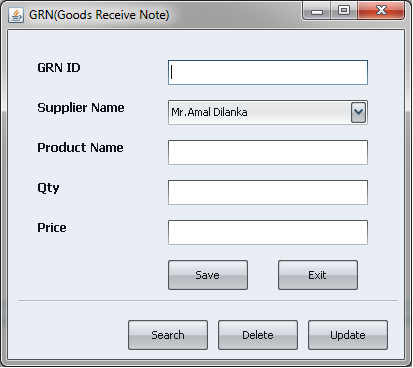 GRN(Goods Receive Note)
GRN ID
Supplier Name Mr.Amal Dilanka
Product Name
Qty
Price
Save Exit
Search Delete Update